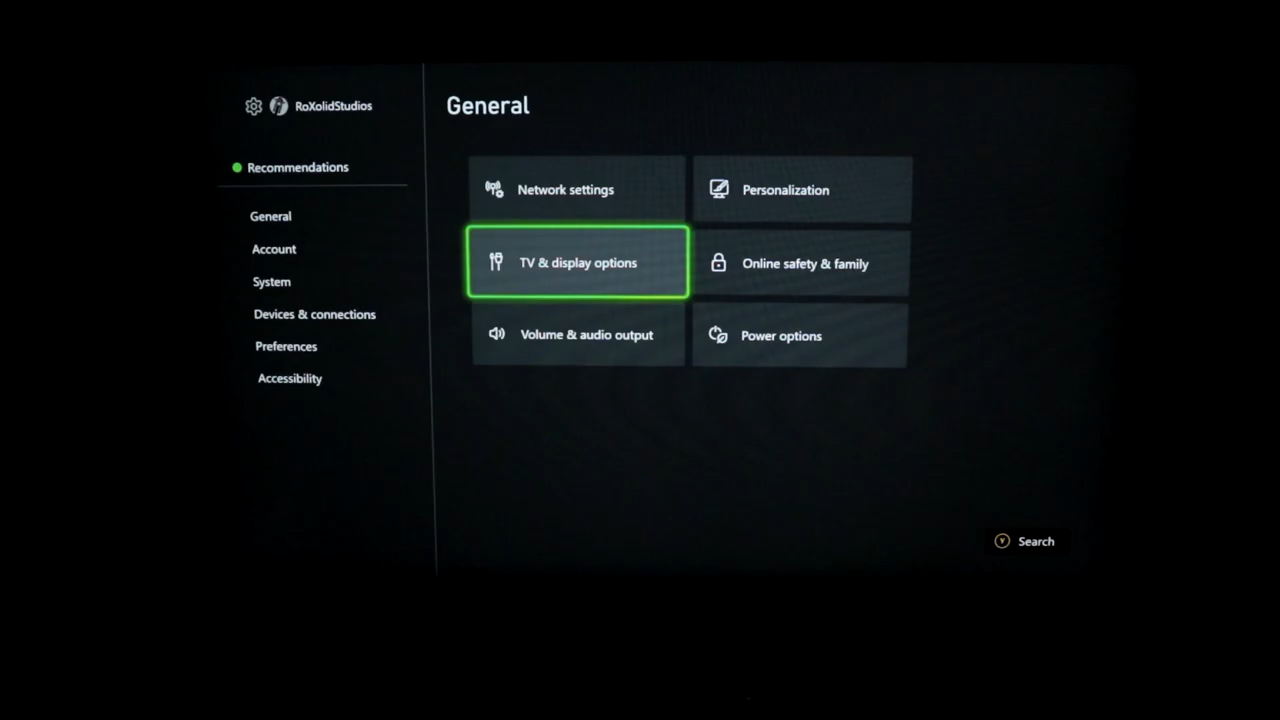 RoXolidStudios
Recommendations
General
Account
System
Devices & connections
Preferences
Accessibility
General
Network settings
Personalization
TV & display options
Online safety & family
Volume & audio output
Power options
Y Search